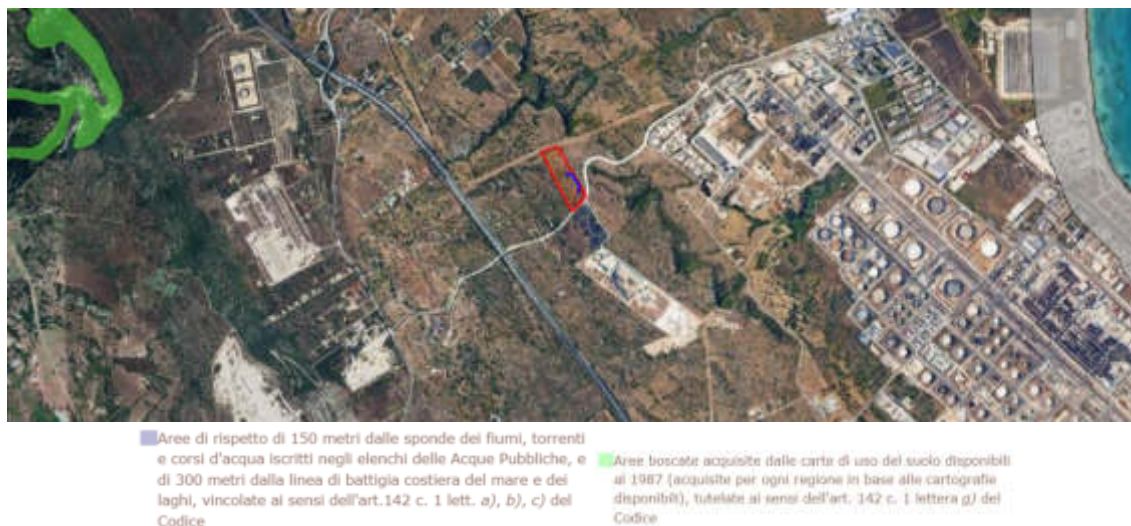 Aree di rispetto di 150 metri dalle sponde dei fiumi, torrenti
e corsi d'acqua iscritti negli elenchi delle Acque Pubbliche, e
di 300 metri dalla linea di battigia costiera del mare e dei
laghi, vincolate ai sensi dell'art.142 c. 1 lett. a), b), c) del
Codice
Aree boscate acquisite dalle carte di uso del suolo disponibili
al 1987 (acquisite per ogni regione in base alle cartografie
disponibili), tutelate ai sensi dell'art. 142 c. 1 lettera g) del
Codice